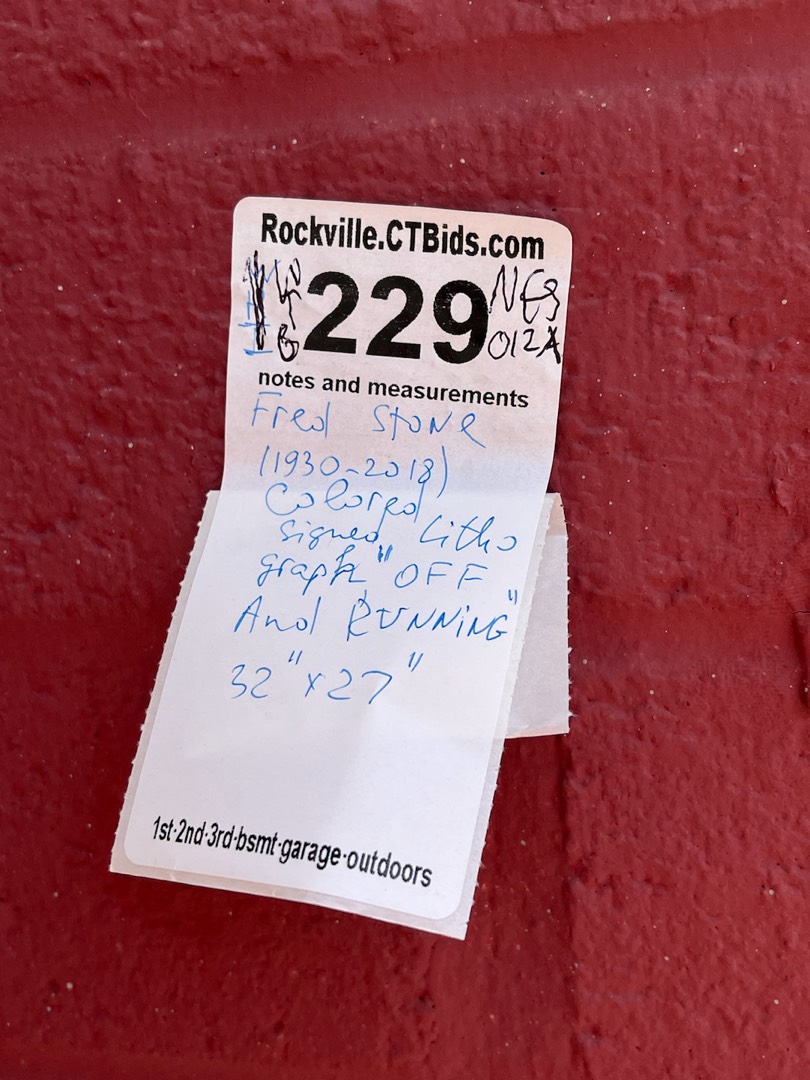 Rockville.CTBids.com
229
NES
012A
notes and measurements
Fred Stone
(1930-2018)
Colored
signed Litho
graph "OFF
And RUNNING"
32" x 27"
1st·2nd·3rd·bsmt·garage·outdoors